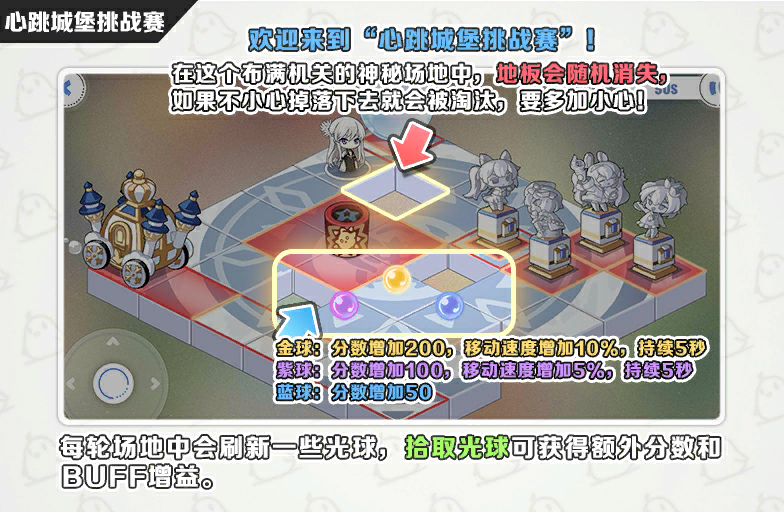 心跳城堡挑战赛
欢迎来到“心跳城堡挑战赛”！
在这个布满机关的神秘场地中，地板会随机消失，
如果不小心掉落下去就会被淘汰，要多加小心！
50s
金球：分数增加200，移动速度增加10%，持续5秒
紫球：分数增加100，移动速度增加5%，持续5秒
蓝球：分数增加50
每轮场地中会刷新一些光球，拾取光球可获得额外分数和
BUFF增益。